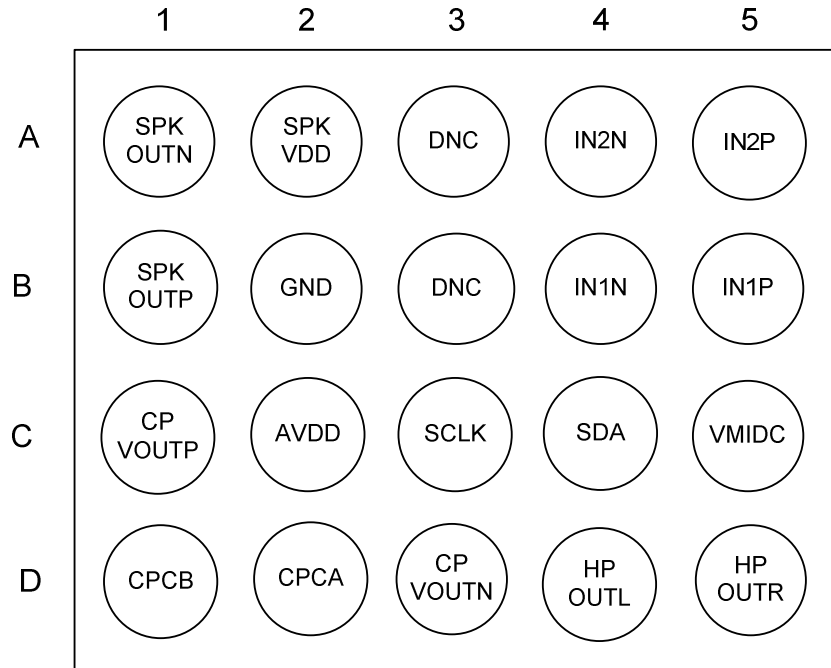 1 2 3 4 5
A
SPK
OUTN
SPK
VDD
DNC
IN2N
IN2P
B
SPK
OUTP
GND
DNC
IN1N
IN1P
C
CP
VOUTP
AVDD
SCLK
SDA
VMIDC
D
CPCB
CPCA
CP
VOUTN
HP
OUTL
HP
OUTR